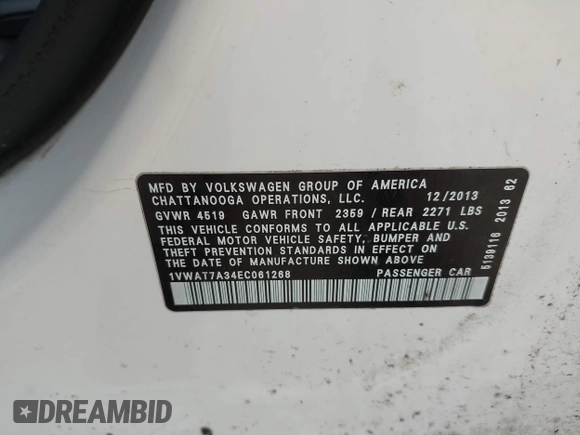 MFD BY VOLKSWAGEN GROUP OF AMERICA
CHATTANOOGA OPERATIONS, LLC. 12/2013
GVWR 4519 GAWR FRONT 2359 / REAR 2271 LBS
THIS VEHICLE CONFORMS TO ALL APPLICABLE U.S.
FEDERAL MOTOR VEHICLE SAFETY, BUMPER AND
THEFT PREVENTION STANDARDS IN EFFECT ON THE
DATE OF MANUFACTURE SHOWN ABOVE
1VWAT7A34EC061268 PASSENGER CAR
5139116 2013 62
DREAMBID